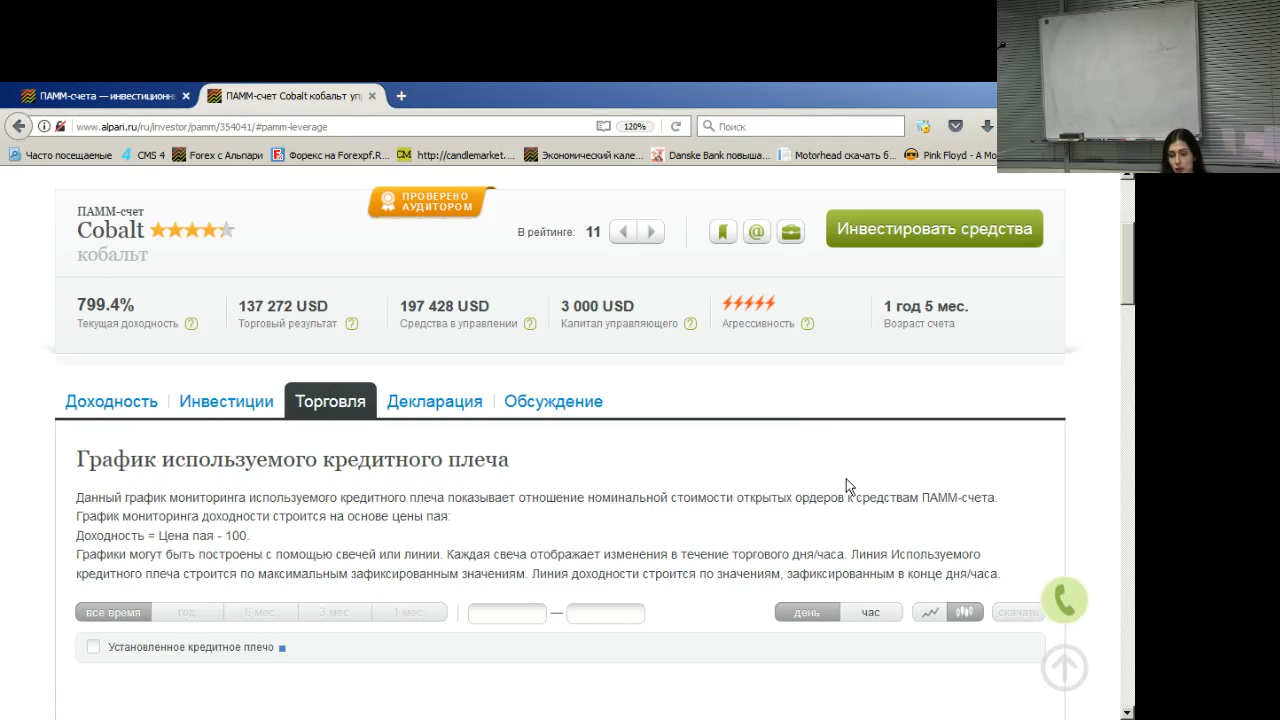 ПАММ-счета — инвестиционн
ПАММ-счет Cobalt кобальт уп
www.alpari.ru/ru/investor/pamm/354041/#pamm-leverage
120%
Поиск
Часто посещаемые
CMS 4
Forex с Альпари
Форекс на Forexpf.R...
http://candlemarket....
Экономический кале...
Danske Bank повыша...
Motorhead скачать б...
Pink Floyd - A Mo
ПАММ-счет
Cobalt
кобальт
ПРОВЕРЕНО
АУДИТОРОМ
В рейтинге: 11
Инвестировать средства
799.4%
Текущая доходность ?
137 272 USD
Торговый результат ?
197 428 USD
Средства в управлении ?
3 000 USD
Капитал управляющего ?
Агрессивность ?
1 год 5 мес.
Возраст счета
Доходность
Инвестиции
Торговля
Декларация
Обсуждение
График используемого кредитного плеча
Данный график мониторинга используемого кредитного плеча показывает отношение номинальной стоимости открытых ордеров к средствам ПАММ-счета.
График мониторинга доходности строится на основе цены пая:
Доходность = Цена пая - 100.
Графики могут быть построены с помощью свечей или линии. Каждая свеча отображает изменения в течение торгового дня/часа. Линия Используемого
кредитного плеча строится по максимальным зафиксированным значениям. Линия доходности строится по значениям, зафиксированным в конце дня/часа.
все время
год
6 мес
3 мес
1 мес
—
день
час
скачать
Установленное кредитное плечо